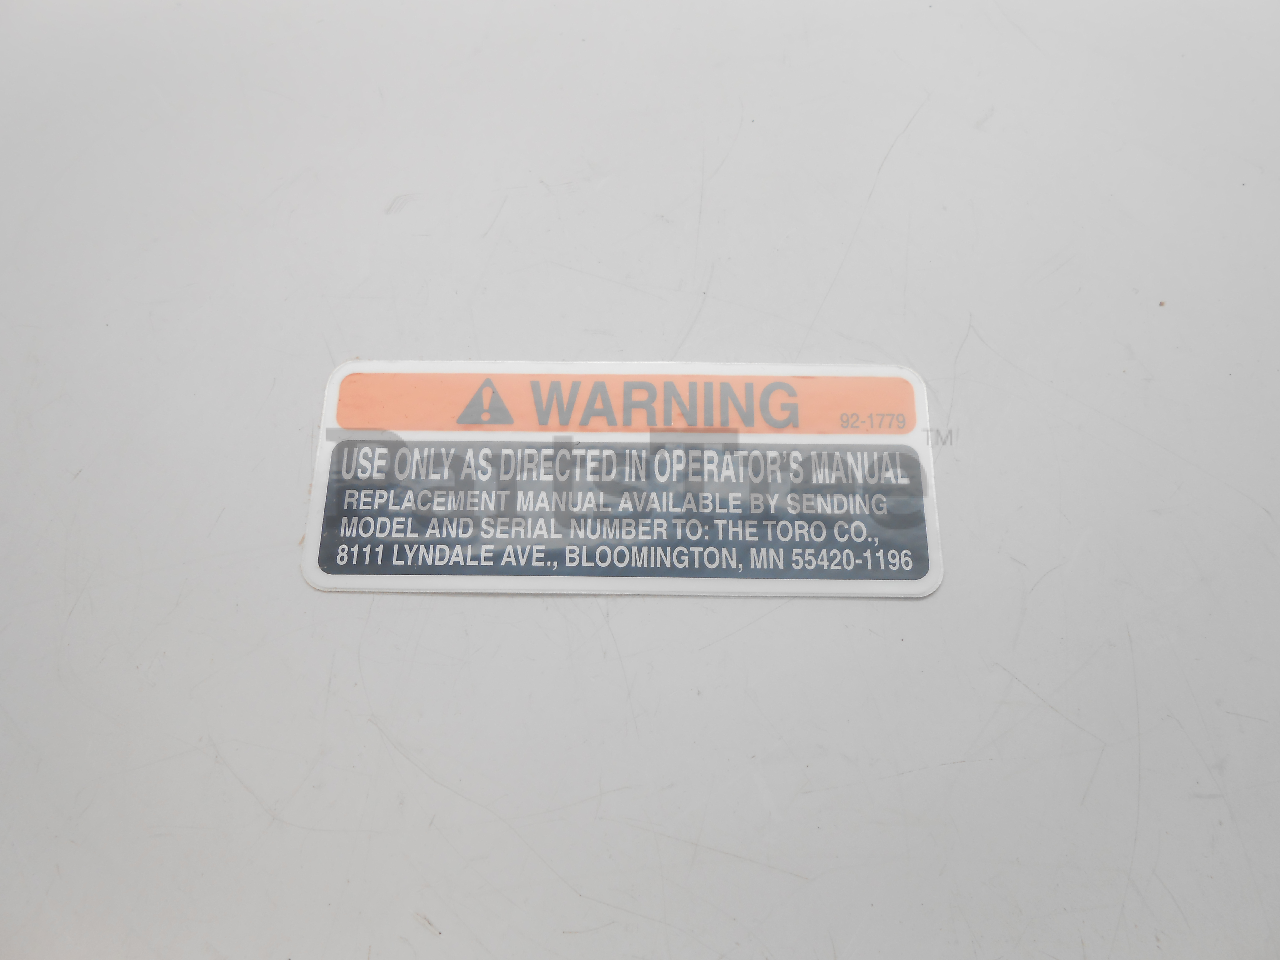 WARNING
92-1779
USE ONLY AS DIRECTED IN OPERATOR'S MANUAL
REPLACEMENT MANUAL AVAILABLE BY SENDING
MODEL AND SERIAL NUMBER TO: THE TORO CO.,
8111 LYNDALE AVE., BLOOMINGTON, MN 55420-1196
PartsTree™